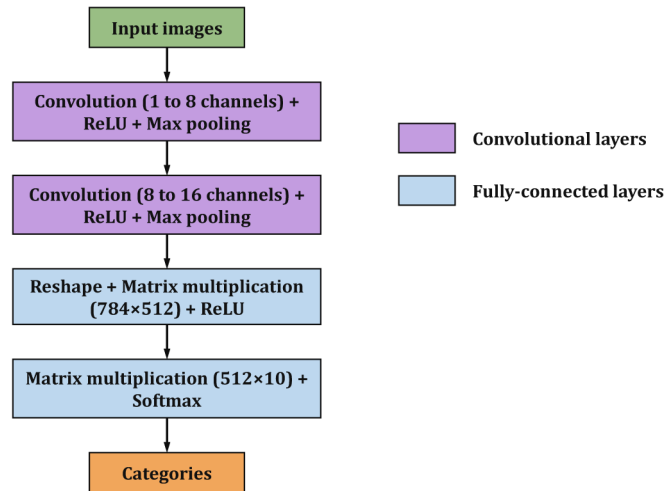 Input images
Convolution (1 to 8 channels) +
ReLU + Max pooling
Convolution (8 to 16 channels) +
ReLU + Max pooling
Reshape + Matrix multiplication
(784×512) + ReLU
Matrix multiplication (512×10) +
Softmax
Categories
Convolutional layers
Fully-connected layers